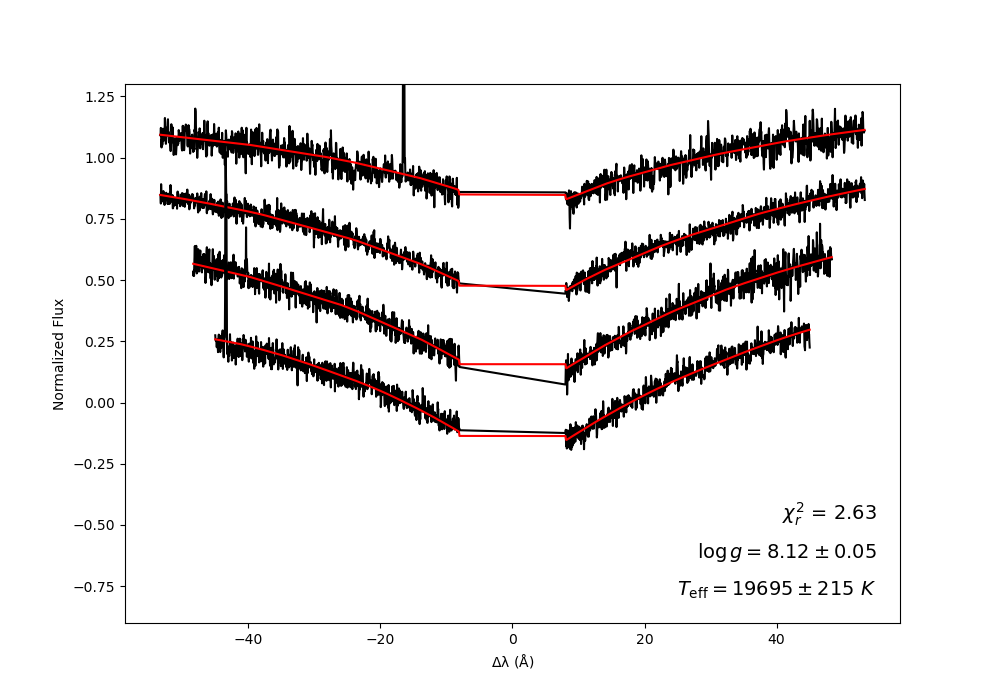 1.25
1.00
0.75
0.50
0.25
0.00
−0.25
−0.50
−0.75
Normalized Flux
χ²ᵣ = 2.63
log g = 8.12 ± 0.05
T_eff = 19695 ± 215 K
−40 −20 0 20 40
Δλ (Å)